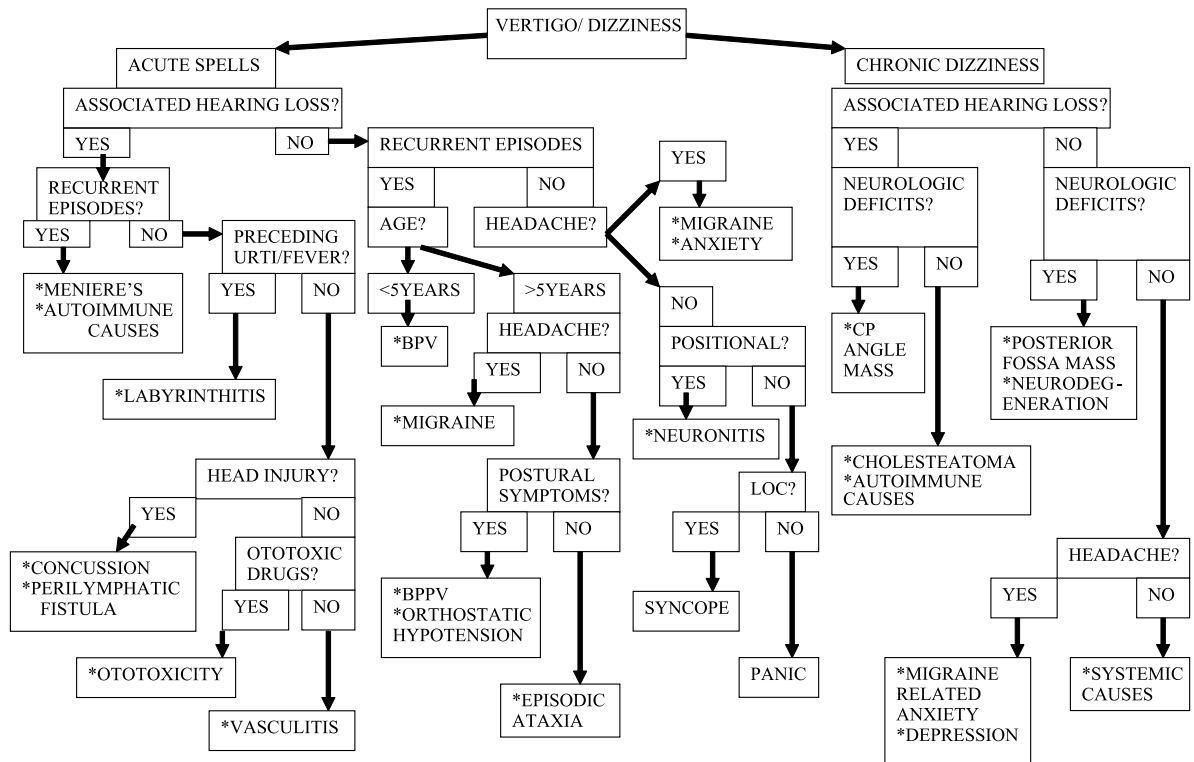 VERTIGO/ DIZZINESS
ACUTE SPELLS
ASSOCIATED HEARING LOSS?
YES
NO
RECURRENT
EPISODES?
YES
NO
*MENIERE'S
*AUTOIMMUNE
CAUSES
PRECEDING
URTI/FEVER?
YES
NO
*LABYRINTHITIS
HEAD INJURY?
YES
NO
*CONCUSSION
*PERILYMPHATIC
FISTULA
OTOTOXIC
DRUGS?
YES
NO
*OTOTOXICITY
*VASCULITIS
RECURRENT EPISODES
YES
NO
AGE?
<5YEARS
>5YEARS
*BPV
HEADACHE?
YES
NO
*MIGRAINE
POSTURAL
SYMPTOMS?
YES
NO
*BPPV
*ORTHOSTATIC
HYPOTENSION
*EPISODIC
ATAXIA
HEADACHE?
YES
*MIGRAINE
*ANXIETY
NO
POSITIONAL?
YES
NO
*NEURONITIS
LOC?
YES
NO
SYNCOPE
PANIC
CHRONIC DIZZINESS
ASSOCIATED HEARING LOSS?
YES
NO
NEUROLOGIC
DEFICITS?
YES
NO
*CP
ANGLE
MASS
*CHOLESTEATOMA
*AUTOIMMUNE
CAUSES
NEUROLOGIC
DEFICITS?
YES
NO
*POSTERIOR
FOSSA MASS
*NEURODEG-
ENERATION
HEADACHE?
YES
NO
*MIGRAINE
RELATED
ANXIETY
*DEPRESSION
*SYSTEMIC
CAUSES